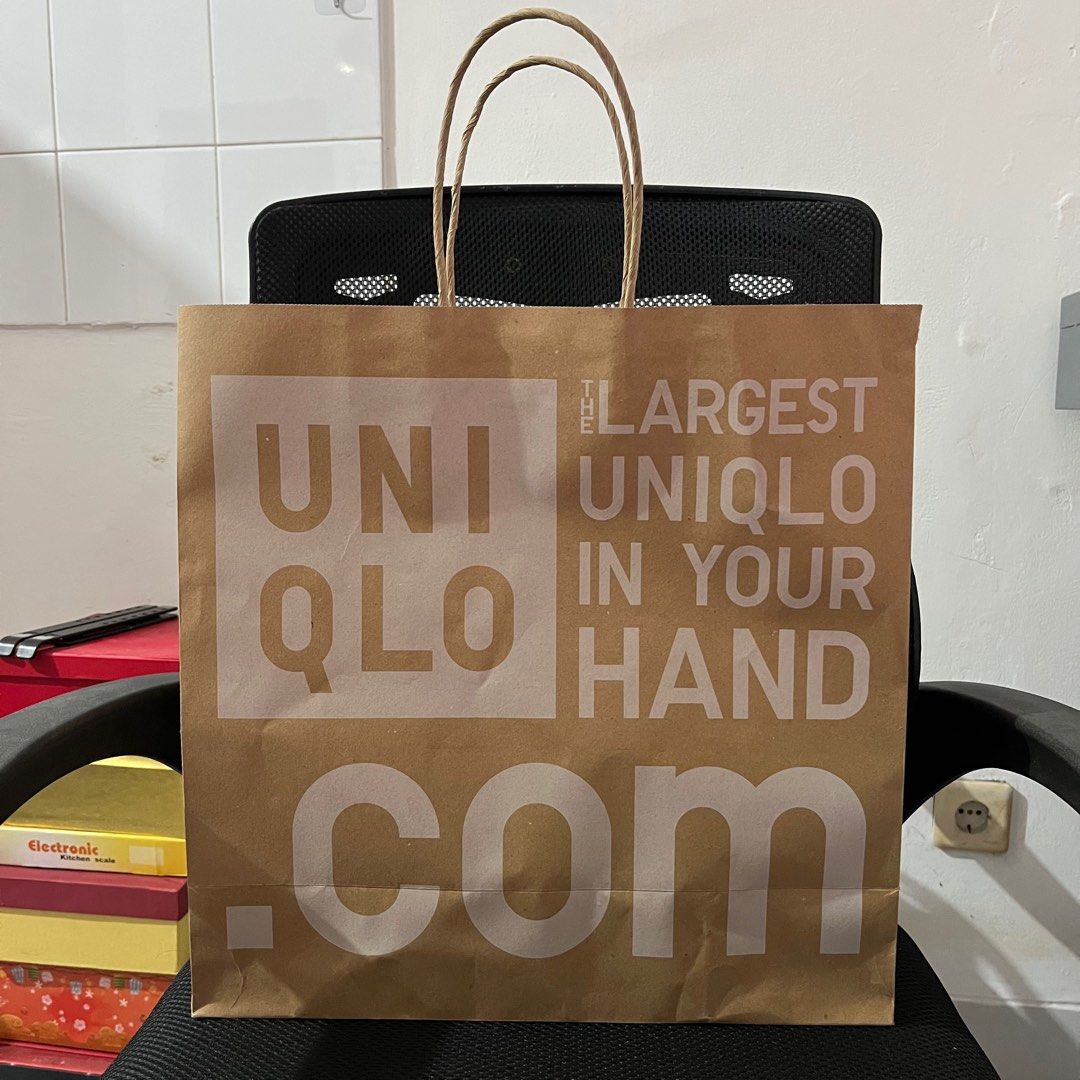 UNI
QLO
THE LARGEST
UNIQLO
IN YOUR
HAND
.com
Electronic
Kitchen scale